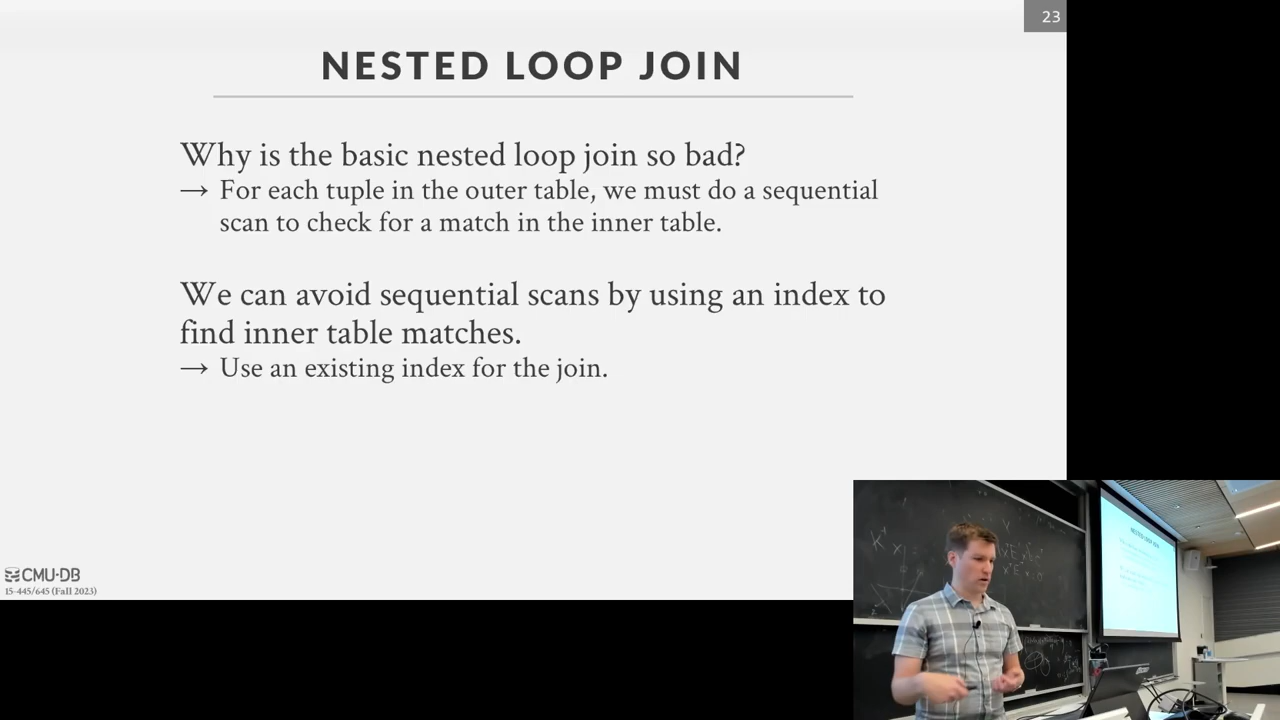 23
NESTED LOOP JOIN
Why is the basic nested loop join so bad?
→ For each tuple in the outer table, we must do a sequential
scan to check for a match in the inner table.
We can avoid sequential scans by using an index to
find inner table matches.
→ Use an existing index for the join.
CMU·DB
15-445/645 (Fall 2023)
NESTED LOOP JOIN